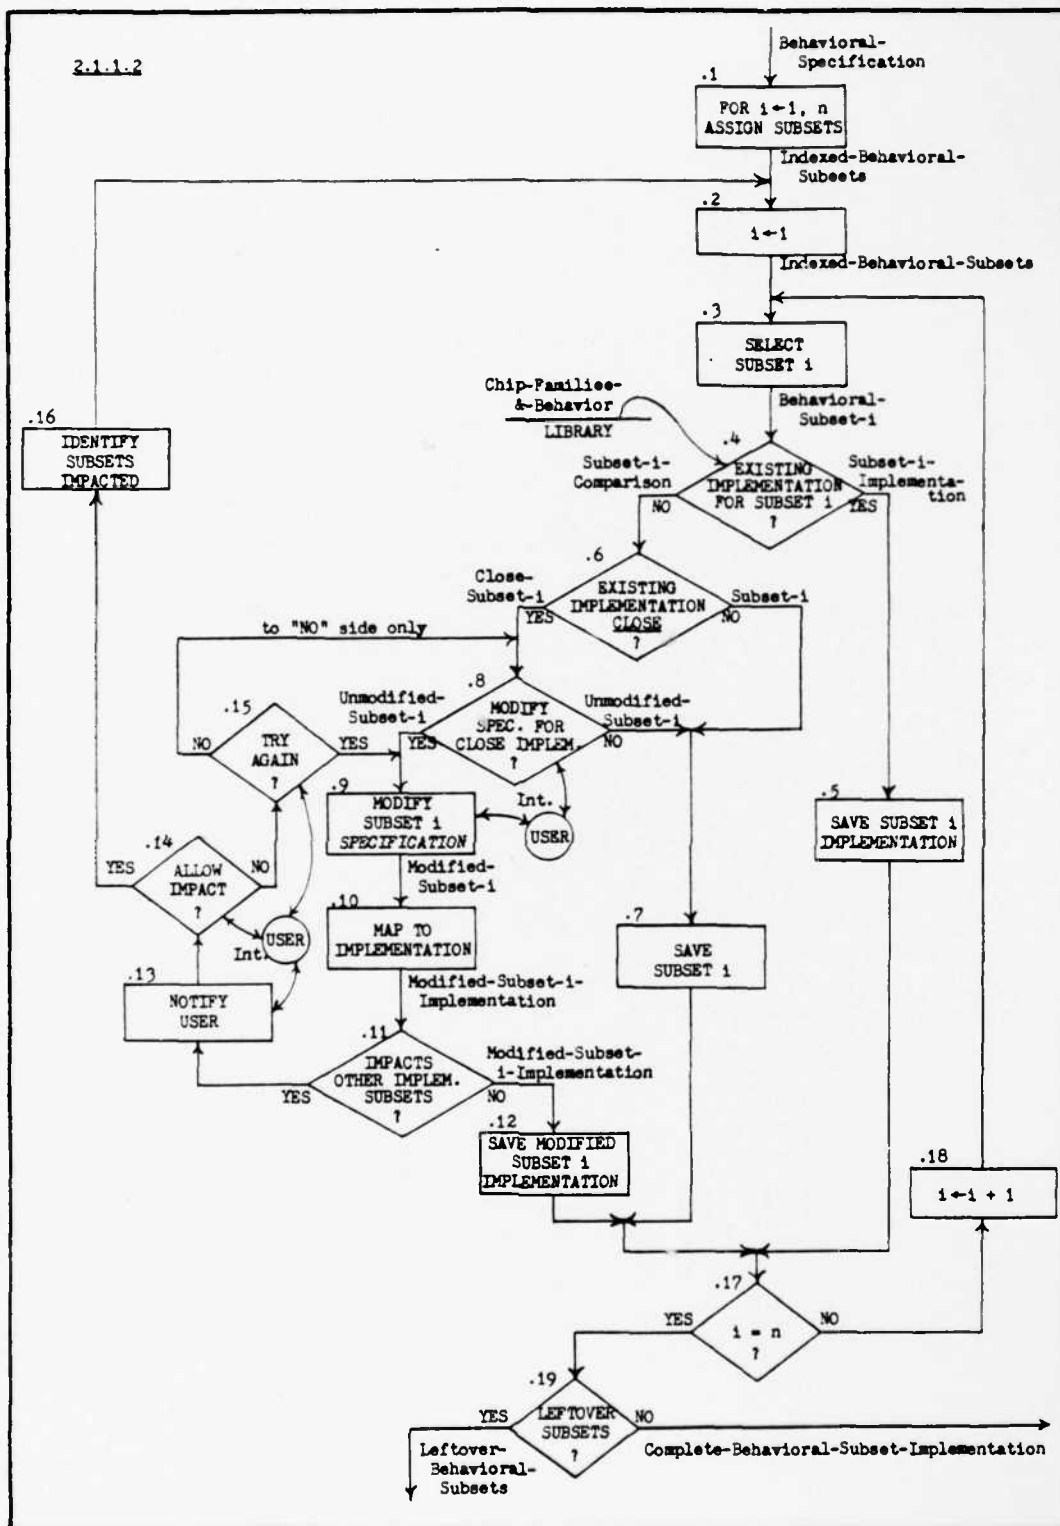 2.1.1.2
Behavioral-
Specification
.1
FOR i←1, n
ASSIGN SUBSETS
Indexed-Behavioral-
Subsets
.2
i←1
Indexed-Behavioral-Subsets
.3
SELECT
SUBSET i
Chip-Families-
&-Behavior
LIBRARY
Behavioral-
Subset-i
.4
EXISTING
IMPLEMENTATION
FOR SUBSET i
?
Subset-i-
Comparison
NO
Subset-i-
Implementa-
tion
YES
.16
IDENTIFY
SUBSETS
IMPACTED
.6
EXISTING
IMPLEMENTATION
CLOSE
?
Close-
Subset-i
YES
Subset-i
NO
to "NO" side only
.8
MODIFY
SPEC. FOR
CLOSE IMPLEM.
?
Unmodified-
Subset-i
YES
Unmodified-
Subset-i
NO
.15
TRY
AGAIN
?
NO
YES
.9
MODIFY
SUBSET i
SPECIFICATION
Int.
USER
.5
SAVE SUBSET i
IMPLEMENTATION
.14
ALLOW
IMPACT
?
YES
NO
Modified-
Subset-i
.10
MAP TO
IMPLEMENTATION
USER
Int.
.7
SAVE
SUBSET i
.13
NOTIFY
USER
Modified-Subset-i-
Implementation
.11
IMPACTS
OTHER IMPLEM.
SUBSETS
?
YES
Modified-Subset-
i-Implementation
NO
.12
SAVE MODIFIED
SUBSET i
IMPLEMENTATION
.18
i←i + 1
.17
i = n
?
YES
NO
.19
LEFTOVER
SUBSETS
?
YES
NO
Leftover-
Behavioral-
Subsets
Complete-Behavioral-Subset-Implementation